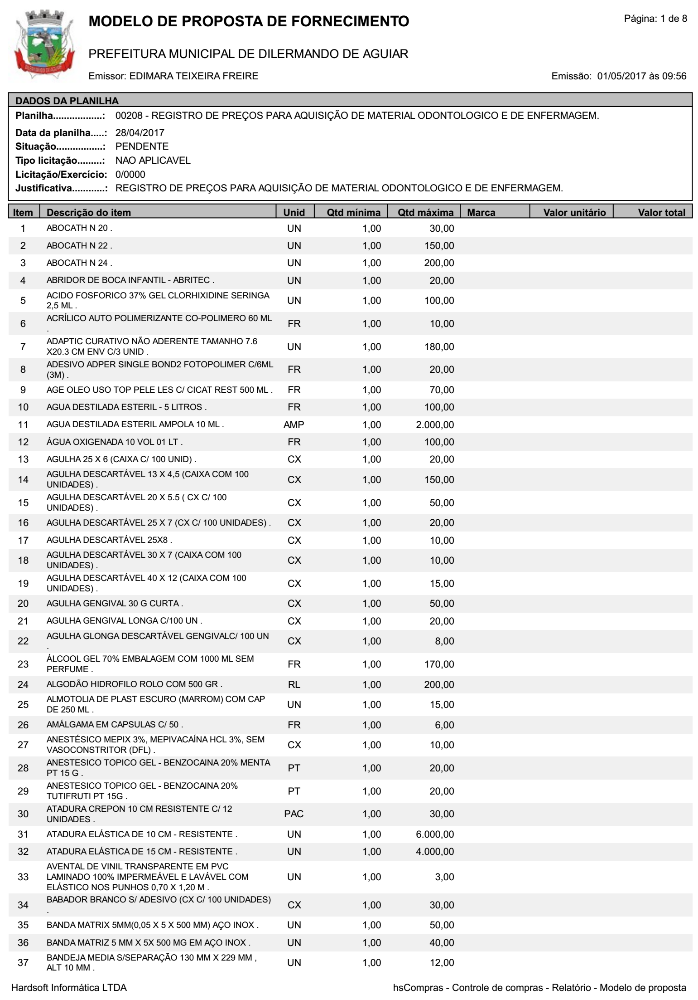 MODELO DE PROPOSTA DE FORNECIMENTO
Página: 1 de 8
PREFEITURA MUNICIPAL DE DILERMANDO DE AGUIAR
Emissor: EDIMARA TEIXEIRA FREIRE
Emissão: 01/05/2017 às 09:56
DADOS DA PLANILHA
Planilha..................: 00208 - REGISTRO DE PREÇOS PARA AQUISIÇÃO DE MATERIAL ODONTOLOGICO E DE ENFERMAGEM.
Data da planilha.....: 28/04/2017
Situação.................: PENDENTE
Tipo licitação.........: NAO APLICAVEL
Licitação/Exercício: 0/0000
Justificativa............: REGISTRO DE PREÇOS PARA AQUISIÇÃO DE MATERIAL ODONTOLOGICO E DE ENFERMAGEM.
Item Descrição do item Unid Qtd mínima Qtd máxima Marca Valor unitário Valor total
1 ABOCATH N 20 . UN 1,00 30,00
2 ABOCATH N 22 . UN 1,00 150,00
3 ABOCATH N 24 . UN 1,00 200,00
4 ABRIDOR DE BOCA INFANTIL - ABRITEC . UN 1,00 20,00
5 ACIDO FOSFORICO 37% GEL CLORHIXIDINE SERINGA
2,5 ML . UN 1,00 100,00
6 ACRÍLICO AUTO POLIMERIZANTE CO-POLIMERO 60 ML
. FR 1,00 10,00
7 ADAPTIC CURATIVO NÃO ADERENTE TAMANHO 7.6
X20.3 CM ENV C/3 UNID . UN 1,00 180,00
8 ADESIVO ADPER SINGLE BOND2 FOTOPOLIMER C/6ML
(3M) . FR 1,00 20,00
9 AGE OLEO USO TOP PELE LES C/ CICAT REST 500 ML . FR 1,00 70,00
10 AGUA DESTILADA ESTERIL - 5 LITROS . FR 1,00 100,00
11 AGUA DESTILADA ESTERIL AMPOLA 10 ML . AMP 1,00 2.000,00
12 ÁGUA OXIGENADA 10 VOL 01 LT . FR 1,00 100,00
13 AGULHA 25 X 6 (CAIXA C/ 100 UNID) . CX 1,00 20,00
14 AGULHA DESCARTÁVEL 13 X 4,5 (CAIXA COM 100
UNIDADES) . CX 1,00 150,00
15 AGULHA DESCARTÁVEL 20 X 5.5 ( CX C/ 100
UNIDADES) . CX 1,00 50,00
16 AGULHA DESCARTÁVEL 25 X 7 (CX C/ 100 UNIDADES) . CX 1,00 20,00
17 AGULHA DESCARTÁVEL 25X8 . CX 1,00 10,00
18 AGULHA DESCARTÁVEL 30 X 7 (CAIXA COM 100
UNIDADES) . CX 1,00 10,00
19 AGULHA DESCARTÁVEL 40 X 12 (CAIXA COM 100
UNIDADES) . CX 1,00 15,00
20 AGULHA GENGIVAL 30 G CURTA . CX 1,00 50,00
21 AGULHA GENGIVAL LONGA C/100 UN . CX 1,00 20,00
22 AGULHA GLONGA DESCARTÁVEL GENGIVALC/ 100 UN
. CX 1,00 8,00
23 ÁLCOOL GEL 70% EMBALAGEM COM 1000 ML SEM
PERFUME . FR 1,00 170,00
24 ALGODÃO HIDROFILO ROLO COM 500 GR . RL 1,00 200,00
25 ALMOTOLIA DE PLAST ESCURO (MARROM) COM CAP
DE 250 ML . UN 1,00 15,00
26 AMÁLGAMA EM CAPSULAS C/ 50 . FR 1,00 6,00
27 ANESTÉSICO MEPIX 3%, MEPIVACAÍNA HCL 3%, SEM
VASOCONSTRITOR (DFL) . CX 1,00 10,00
28 ANESTESICO TOPICO GEL - BENZOCAINA 20% MENTA
PT 15 G . PT 1,00 20,00
29 ANESTESICO TOPICO GEL - BENZOCAINA 20%
TUTIFRUTI PT 15G . PT 1,00 20,00
30 ATADURA CREPON 10 CM RESISTENTE C/ 12
UNIDADES . PAC 1,00 30,00
31 ATADURA ELÁSTICA DE 10 CM - RESISTENTE . UN 1,00 6.000,00
32 ATADURA ELÁSTICA DE 15 CM - RESISTENTE . UN 1,00 4.000,00
33 AVENTAL DE VINIL TRANSPARENTE EM PVC
LAMINADO 100% IMPERMEÁVEL E LAVÁVEL COM
ELÁSTICO NOS PUNHOS 0,70 X 1,20 M . UN 1,00 3,00
34 BABADOR BRANCO S/ ADESIVO (CX C/ 100 UNIDADES)
. CX 1,00 30,00
35 BANDA MATRIX 5MM(0,05 X 5 X 500 MM) AÇO INOX . UN 1,00 50,00
36 BANDA MATRIZ 5 MM X 5X 500 MG EM AÇO INOX . UN 1,00 40,00
37 BANDEJA MEDIA S/SEPARAÇÃO 130 MM X 229 MM ,
ALT 10 MM . UN 1,00 12,00
Hardsoft Informática LTDA
hsCompras - Controle de compras - Relatório - Modelo de proposta